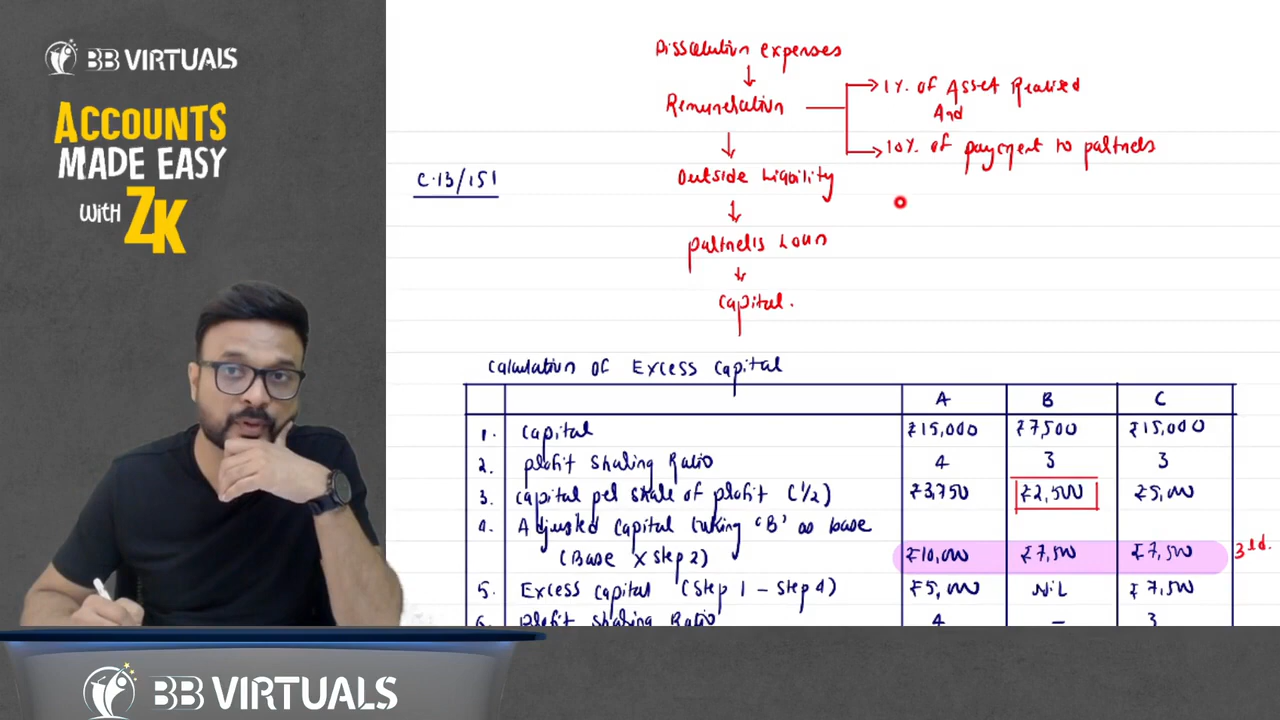 BB VIRTUALS
ACCOUNTS
MADE EASY
WITH ZK
Dissolution expenses
Remuneration
1% of Asset Realised
And
10% of payment to partners
C.13/151
Outside Liability
Partners Loan
Capital.
Calculation of Excess Capital
A B C
1. Capital ₹15,000 ₹7,500 ₹15,000
2. profit sharing Ratio 4 3 3
3. Capital per share of profit (1/2) ₹3,750 ₹2,500 ₹5,000
4. Adjusted Capital taking 'B' as base
(Base x step 2) ₹10,000 ₹7,500 ₹7,500 3rd.
5. Excess Capital (Step 1 - Step 4) ₹5,000 NIL ₹7,500
6. profit sharing Ratio 4 - 3
BB VIRTUALS